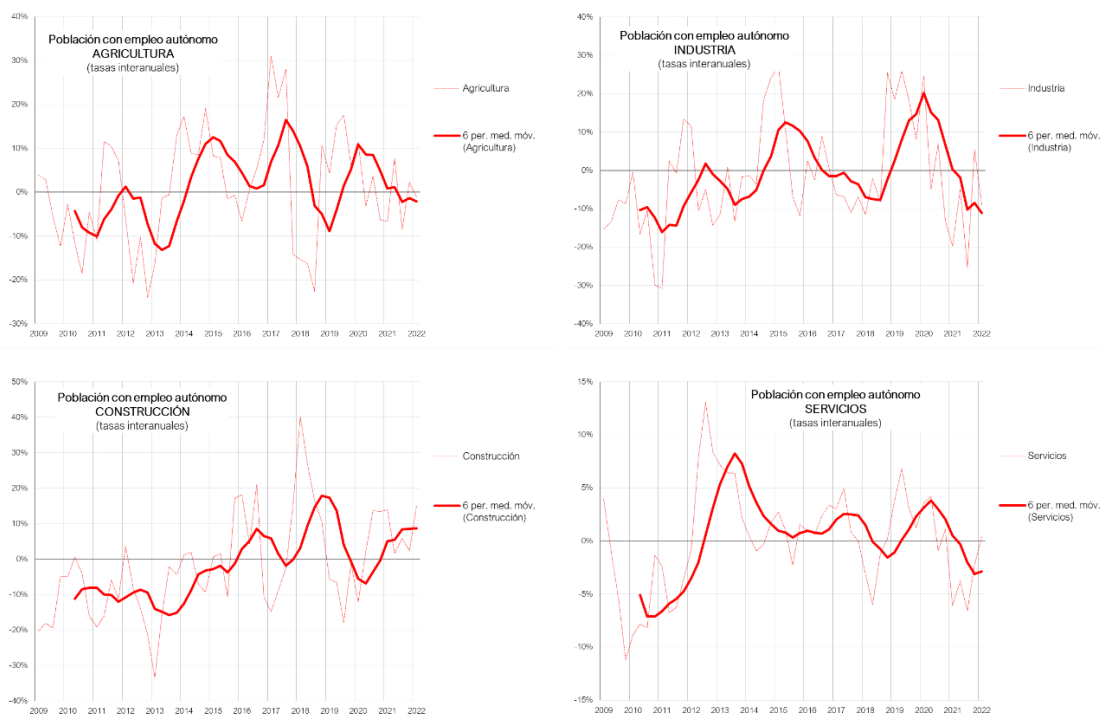 Población con empleo autónomo
AGRICULTURA
(tasas interanuales)
40%
30%
20%
10%
0%
-10%
-20%
-30%
2009 2010 2011 2012 2013 2014 2015 2016 2017 2018 2019 2020 2021 2022
Agricultura
6 per. med. móv.
(Agricultura)
Población con empleo autónomo
INDUSTRIA
(tasas interanuales)
40%
30%
20%
10%
0%
-10%
-20%
-30%
-40%
2009 2010 2011 2012 2013 2014 2015 2016 2017 2018 2019 2020 2021 2022
Industria
6 per. med. móv.
(Industria)
Población con empleo autónomo
CONSTRUCCIÓN
(tasas interanuales)
50%
40%
30%
20%
10%
0%
-10%
-20%
-30%
-40%
2009 2010 2011 2012 2013 2014 2015 2016 2017 2018 2019 2020 2021 2022
Construcción
6 per. med. móv.
(Construcción)
Población con empleo autónomo
SERVICIOS
(tasas interanuales)
15%
10%
5%
0%
-5%
-10%
-15%
2009 2010 2011 2012 2013 2014 2015 2016 2017 2018 2019 2020 2021 2022
Servicios
6 per. med. móv.
(Servicios)